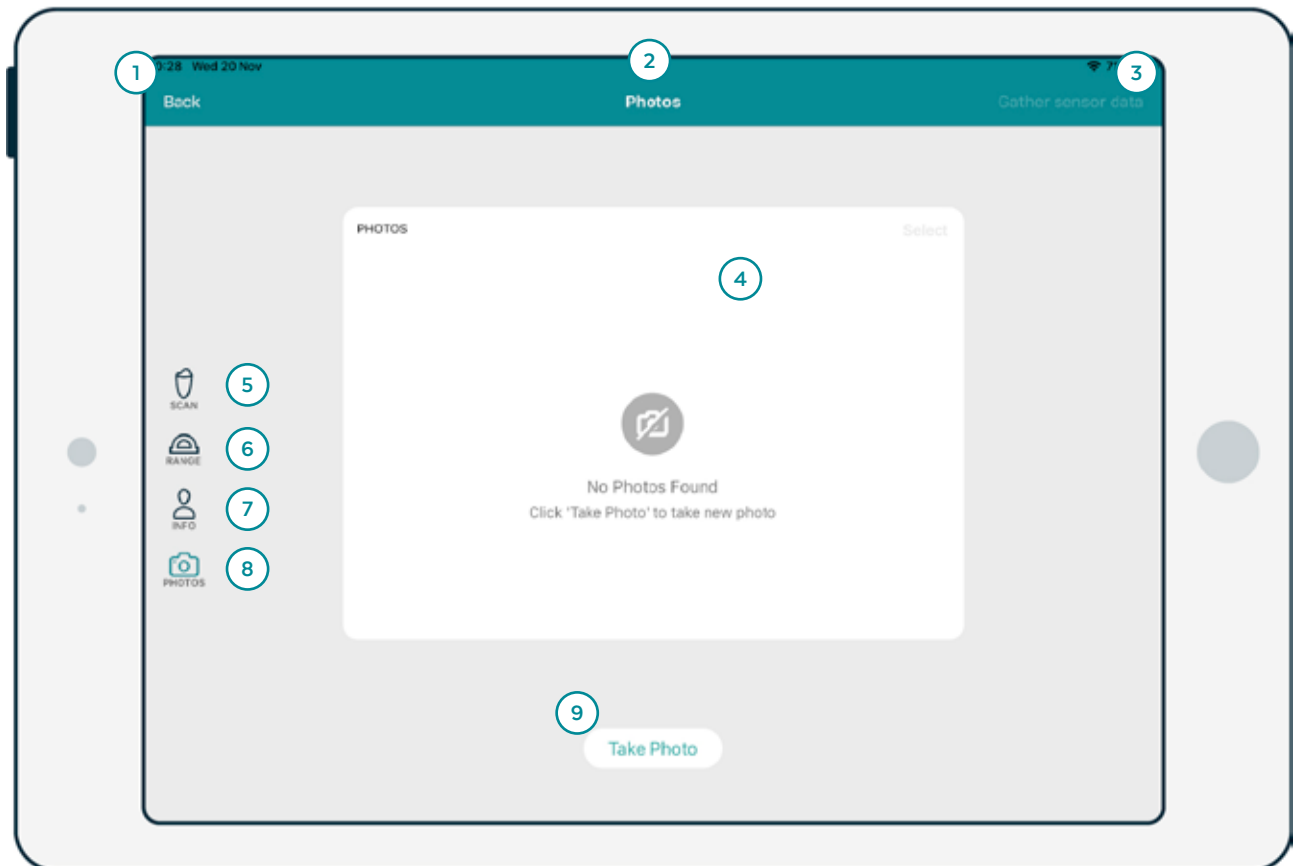 1
2
3
:28 Wed 20 Nov
Back
Photos
Gather sensor data
PHOTOS
Select
4
SCAN
5
RANGE
6
INFO
7
PHOTOS
8
No Photos Found
Click 'Take Photo' to take new photo
9
Take Photo